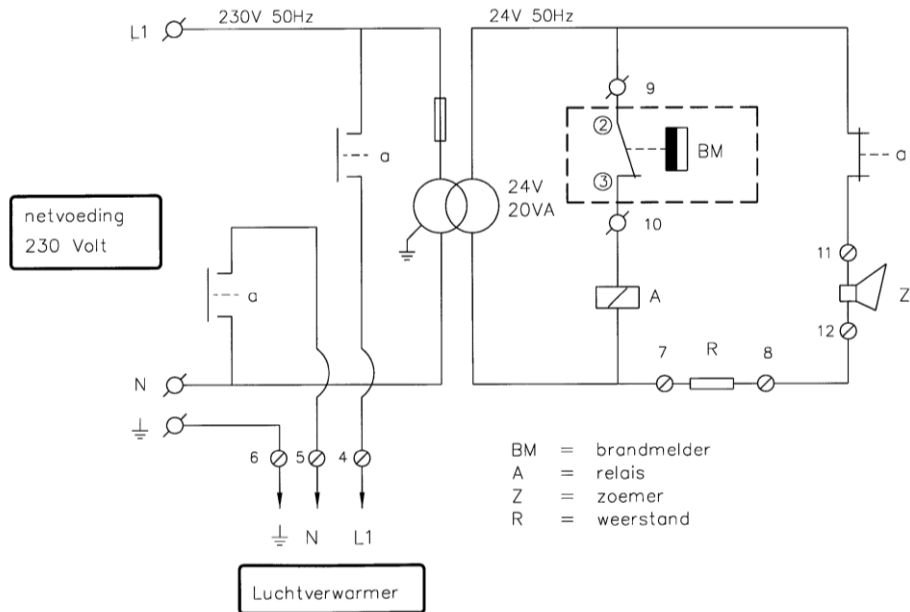 230V 50Hz
24V 50Hz
L1
9
2
BM
a
a
3
24V
20VA
netvoeding
230 Volt
10
11
a
A
Z
12
7
R
8
N
6
5
4
BM = brandmelder
A = relais
Z = zoemer
R = weerstand
N
L1
Luchtverwarmer